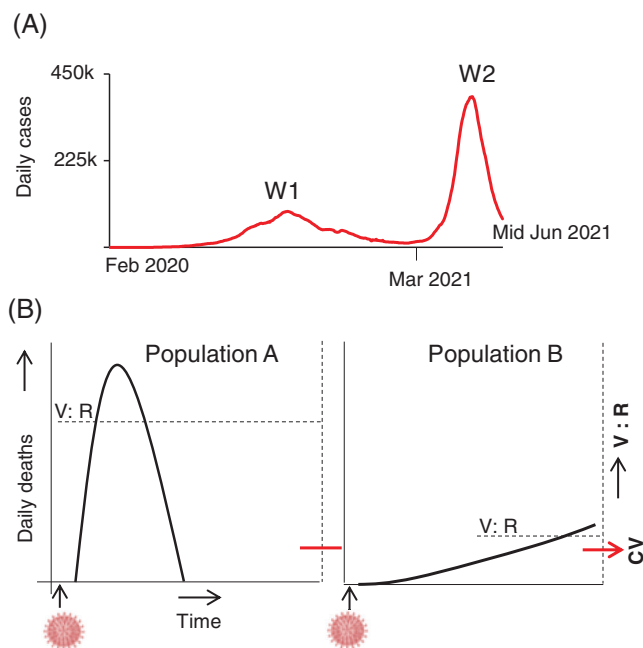 (A)
450k
225k
Daily cases
W1
W2
Feb 2020
Mar 2021
Mid Jun 2021
(B)
Population A
Population B
V: R
V: R
Daily deaths
Time
V : R
CV